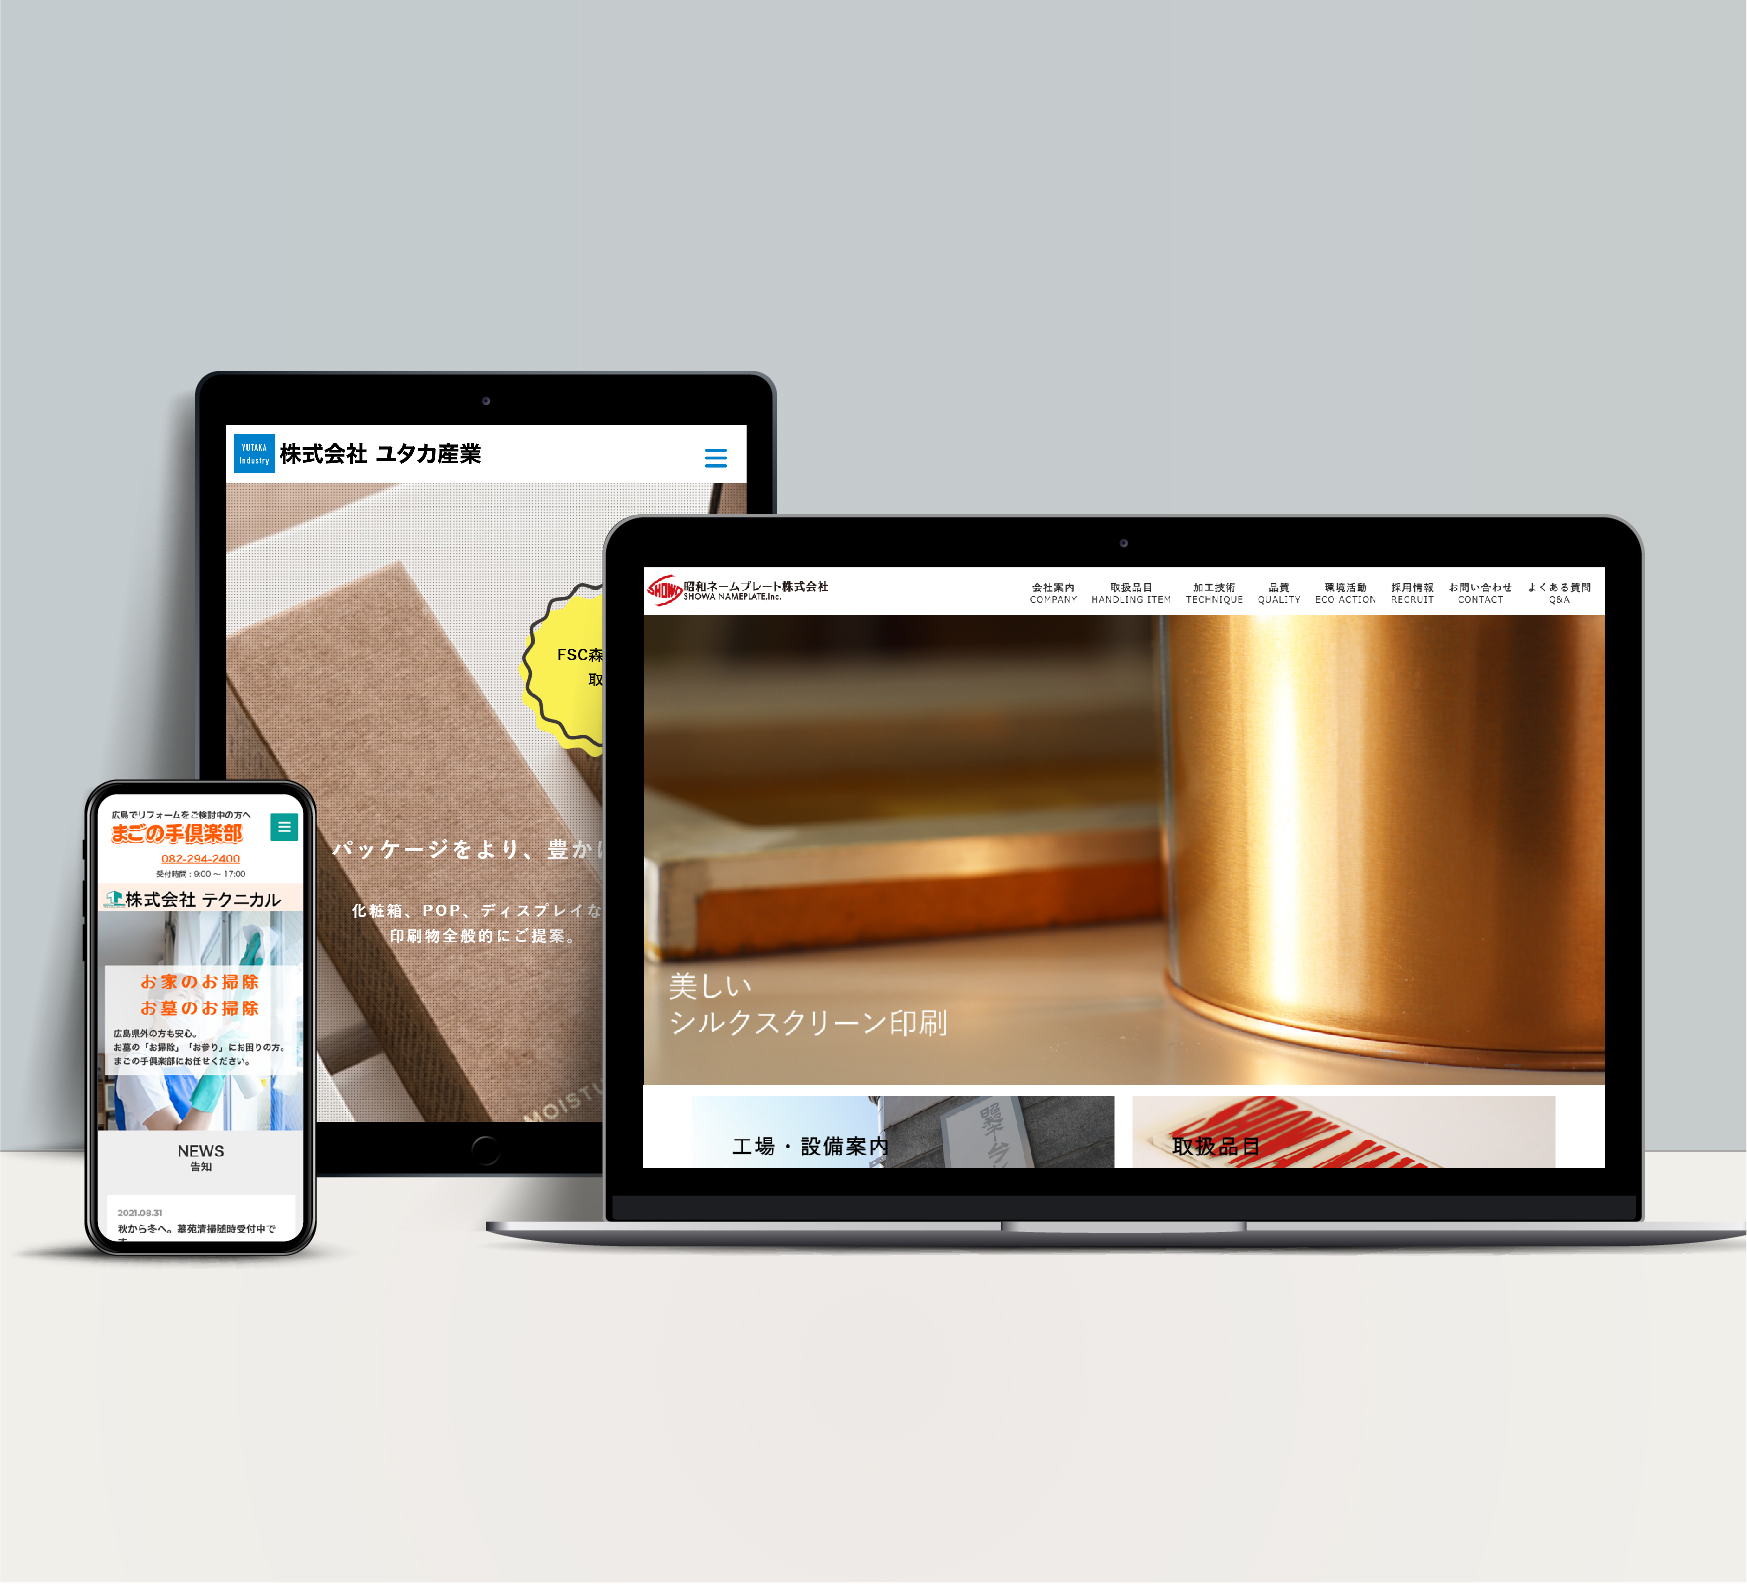 YUTAKA
Industry
株式会社 ユタカ産業
FSC森
取
パッケージをより、豊かに
化粧箱、POP、ディスプレイな
印刷物全般的にご提案。
MOISTU
SHOWA
昭和ネームプレート株式会社
SHOWA NAMEPLATE.Inc.
会社案内 取扱品目 加工技術 品質 環境活動 採用情報 お問い合わせ よくある質問
COMPANY HANDLING ITEM TECHNIQUE QUALITY ECO ACTION RECRUIT CONTACT Q&A
美しい
シルクスクリーン印刷
工場・設備案内
取扱品目
広島でリフォームをご検討中の方へ
まごの手倶楽部
082-294-2400
受付時間：9:00 ～ 17:00
株式会社 テクニカル
お家のお掃除
お墓のお掃除
広島県外の方も安心。
お墓の「お掃除」「お参り」にお困りの方。
まごの手倶楽部にお任せください。
NEWS
告知
2021.08.31
秋から冬へ。墓苑清掃随時受付中で
す